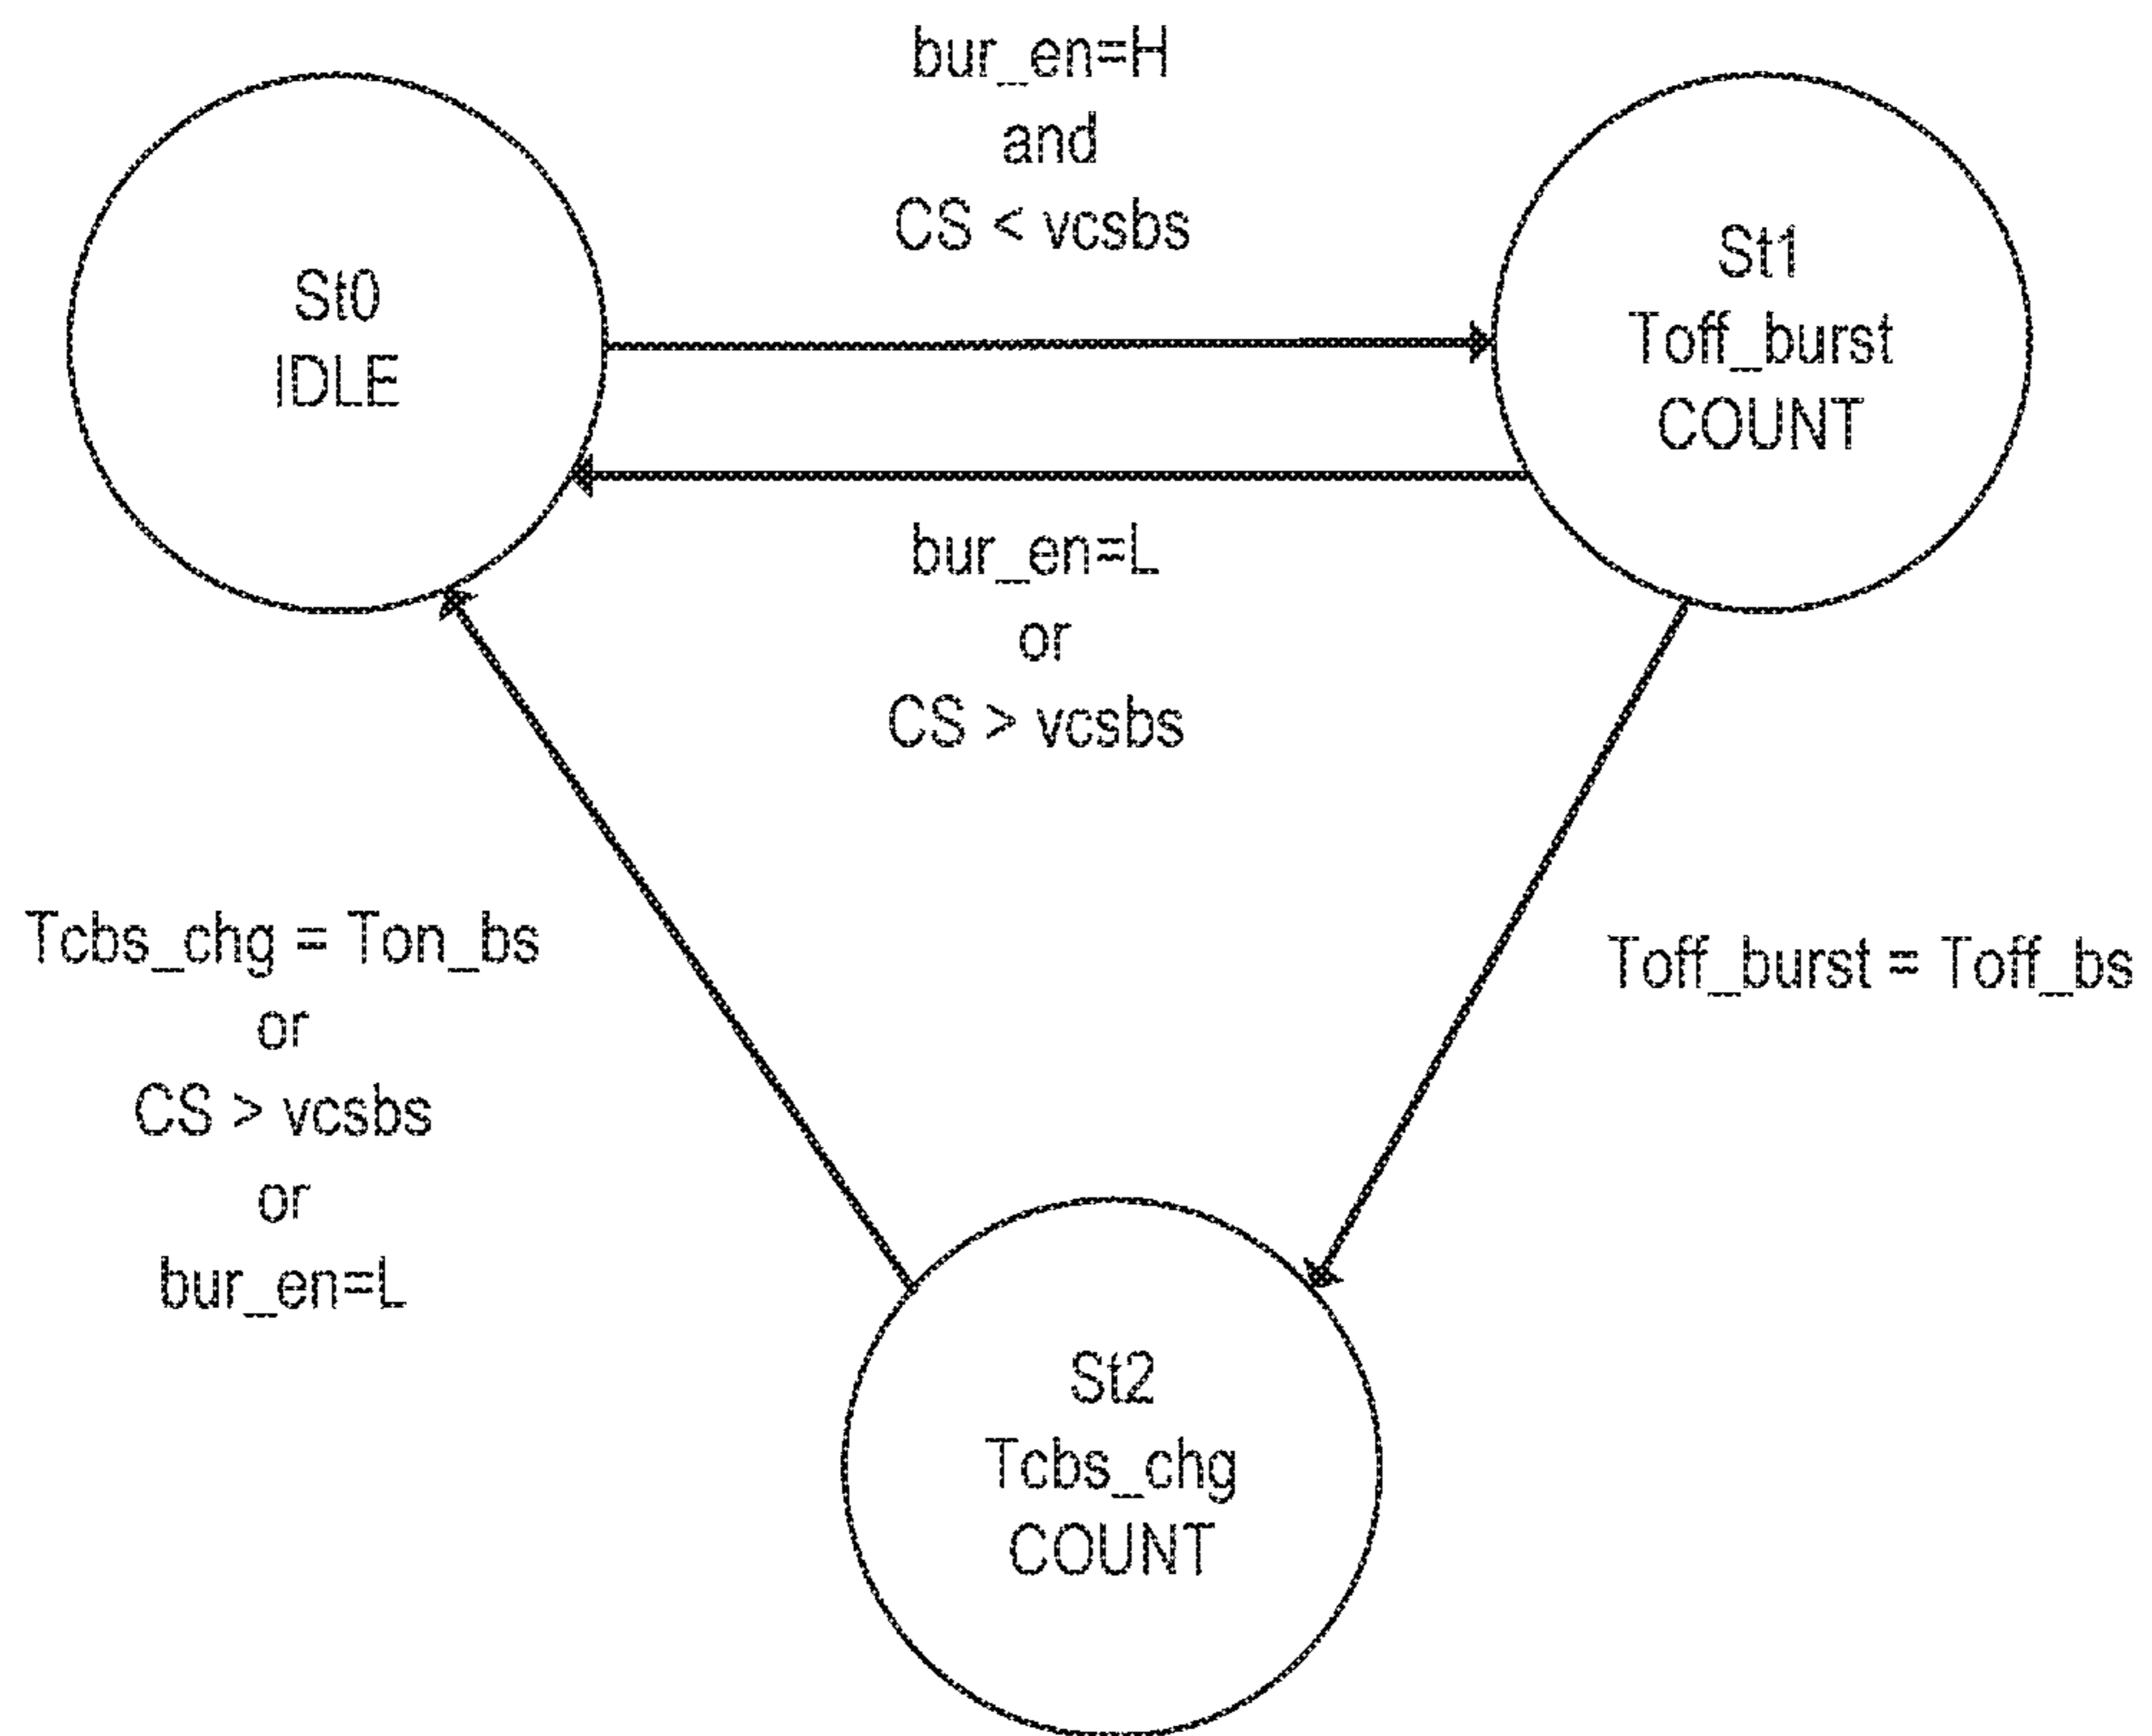 bur_en=H
and
CS < vcsbs
St0
IDLE
St1
Toff_burst
COUNT
bur_en=L
or
CS > vcsbs
Tcbs_chg = Ton_bs
or
CS > vcsbs
or
bur_en=L
Toff_burst = Toff_bs
St2
Tcbs_chg
COUNT